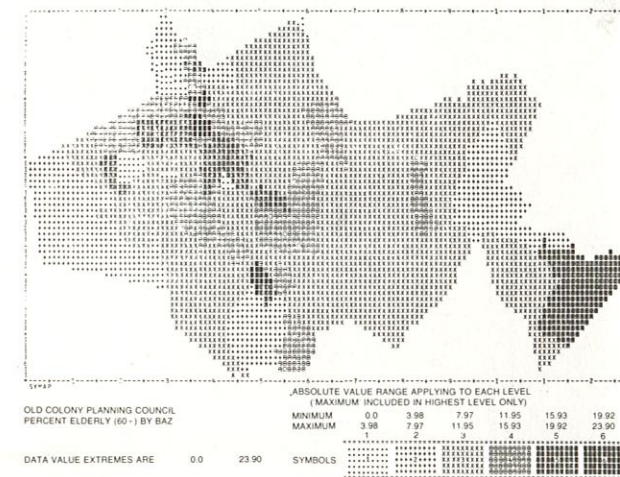 SYMAP
OLD COLONY PLANNING COUNCIL
PERCENT ELDERLY (60-) BY BAZ
DATA VALUE EXTREMES ARE 0.0 23.90
ABSOLUTE VALUE RANGE APPLYING TO EACH LEVEL
(MAXIMUM INCLUDED IN HIGHEST LEVEL ONLY)
MINIMUM 0.0 3.98 7.97 11.95 15.93 19.92
MAXIMUM 3.98 7.97 11.95 15.93 19.92 23.90
1 2 3 4 5 6
SYMBOLS